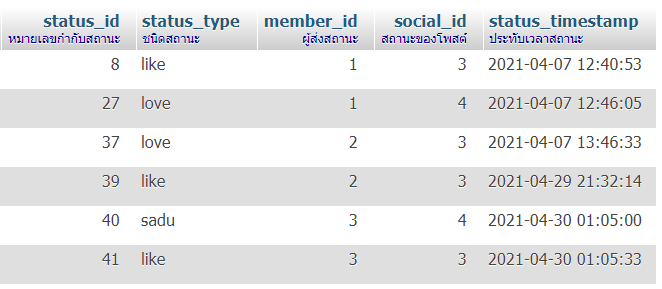 status_id status_type member_id social_id status_timestamp
หมายเลขกำกับสถานะ ชนิดสถานะ ผู้ส่งสถานะ สถานะของโพสต์ ประทับเวลาสถานะ
8 like 1 3 2021-04-07 12:40:53
27 love 1 4 2021-04-07 12:46:05
37 love 2 3 2021-04-07 13:46:33
39 like 2 3 2021-04-29 21:32:14
40 sadu 3 4 2021-04-30 01:05:00
41 like 3 3 2021-04-30 01:05:33